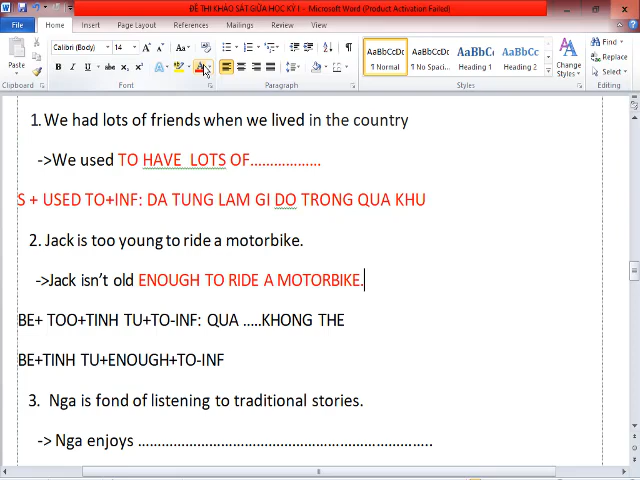 ĐỀ THI KHẢO SÁT GIỮA HỌC KỲ I - Microsoft Word (Product Activation Failed)
File Home Insert Page Layout References Mailings Review View
Calibri (Body) 14
Paste
Clipboard Font Paragraph Styles Editing
AaBbCcDc AaBbCcDc AaBbC AaBbCc
¶ Normal ¶ No Spaci... Heading 1 Heading 2
Change Styles
Find
Replace
Select
1. We had lots of friends when we lived in the country
->We used TO HAVE LOTS OF..................
S + USED TO+INF: DA TUNG LAM GI DO TRONG QUA KHU
2. Jack is too young to ride a motorbike.
->Jack isn't old ENOUGH TO RIDE A MOTORBIKE.
BE+ TOO+TINH TU+TO-INF: QUA .....KHONG THE
BE+TINH TU+ENOUGH+TO-INF
3. Nga is fond of listening to traditional stories.
-> Nga enjoys ……………………………………………………..